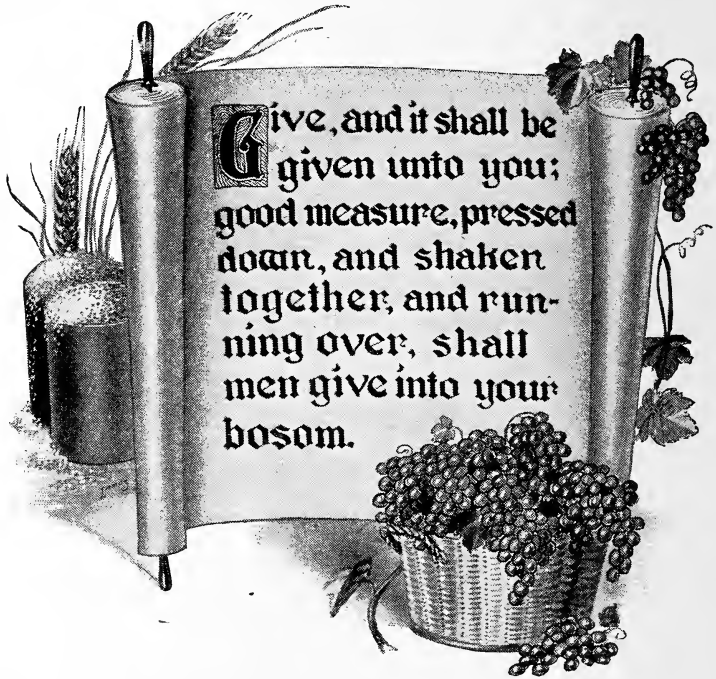 Give, and it shall be
given unto you;
good measure, pressed
down, and shaken
together, and run-
ning over, shall
men give into your
bosom.